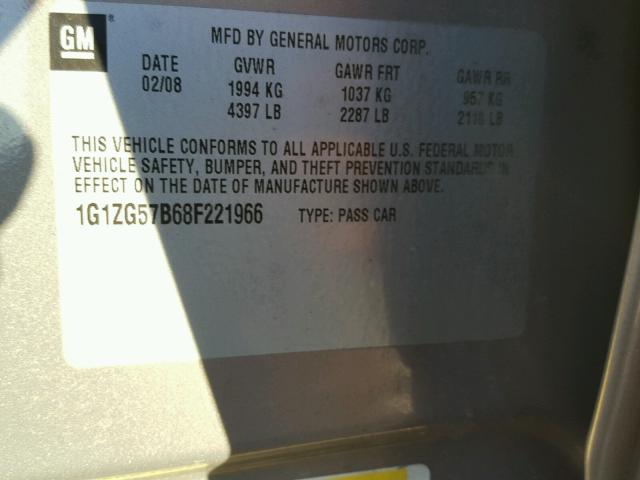 GM®
MFD BY GENERAL MOTORS CORP.
DATE GVWR GAWR FRT GAWR RR
02/08 1994 KG 1037 KG 957 KG
4397 LB 2287 LB LB
THIS VEHICLE CONFORMS TO ALL APPLICABLE U.S. FEDERAL MOTOR
VEHICLE SAFETY, BUMPER, AND THEFT PREVENTION STANDARDS IN
EFFECT ON THE DATE OF MANUFACTURE SHOWN ABOVE.
1G1ZG57B68F221966 TYPE: PASS CAR